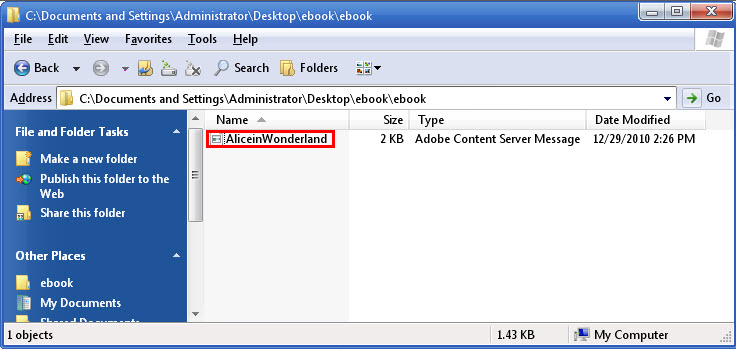 C:\Documents and Settings\Administrator\Desktop\ebook\ebook
File Edit View Favorites Tools Help
Back Search Folders
Address C:\Documents and Settings\Administrator\Desktop\ebook\ebook Go
File and Folder Tasks
Make a new folder
Publish this folder to the
Web
Share this folder
Other Places
ebook
My Documents
Shared Documents
Name Size Type Date Modified
AliceinWonderland 2 KB Adobe Content Server Message 12/29/2010 2:26 PM
1 objects 1.43 KB My Computer